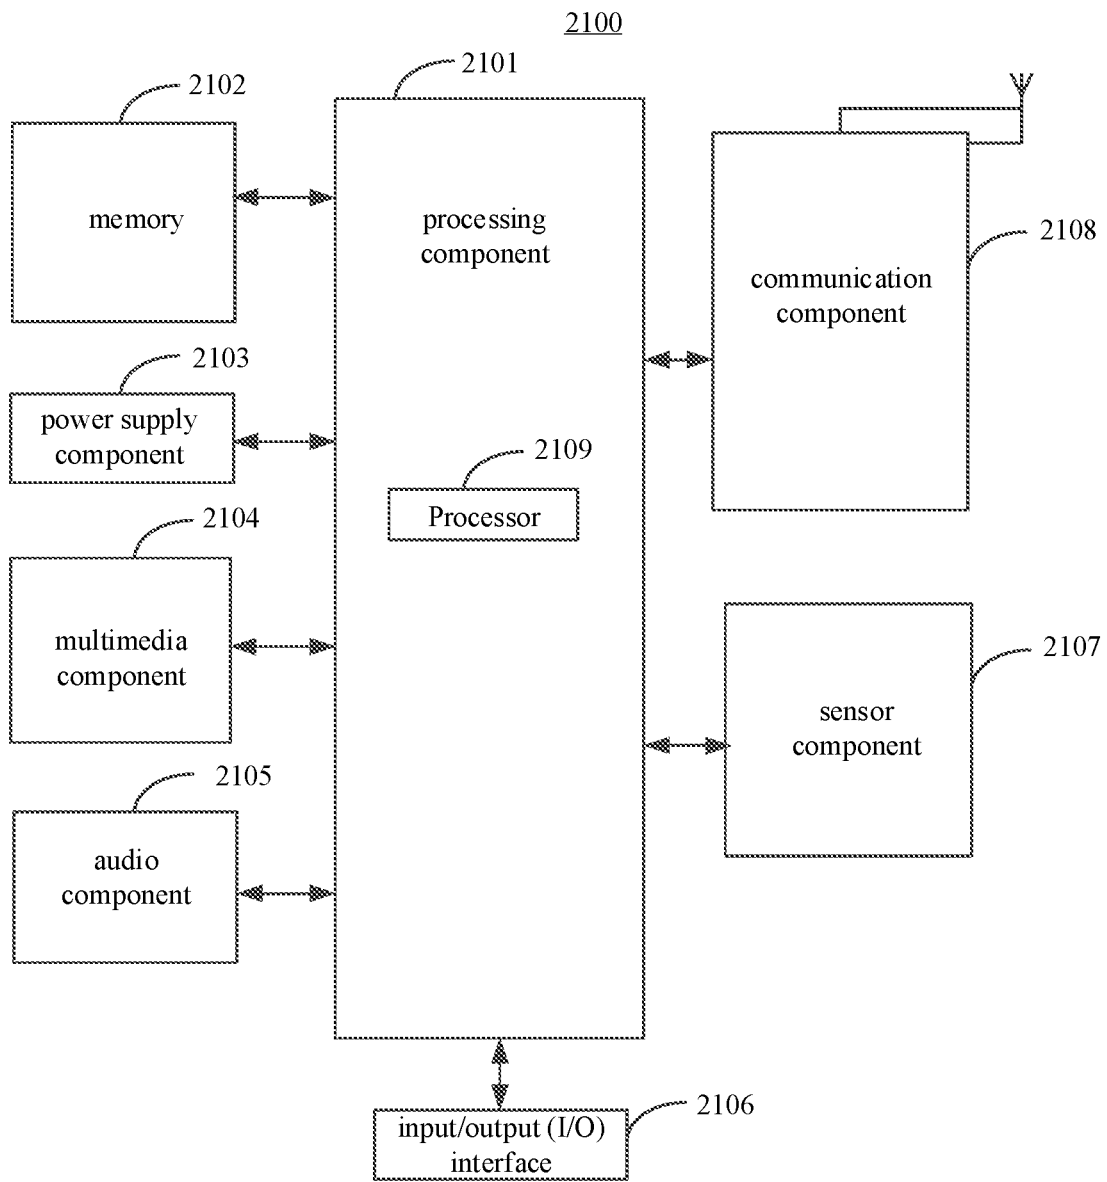 2100
2101
2102
memory
processing
component
2108
communication
component
2103
power supply
component
2109
Processor
2104
multimedia
component
2107
sensor
component
2105
audio
component
2106
input/output (I/O)
interface